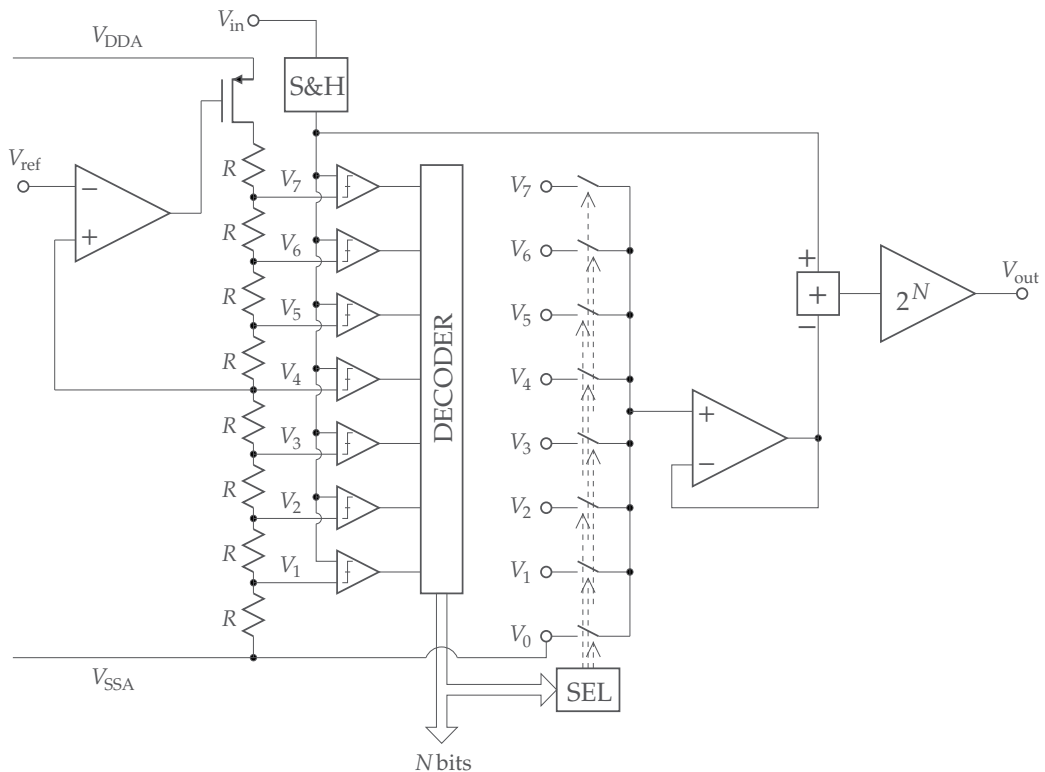 V_in
V_DDA
S&H
V_ref
−
+
R
R
R
R
R
R
R
R
V_7
V_6
V_5
V_4
V_3
V_2
V_1
DECODER
V_7
V_6
V_5
V_4
V_3
V_2
V_1
V_0
+
−
+
+
−
2^N
V_out
V_SSA
SEL
N bits